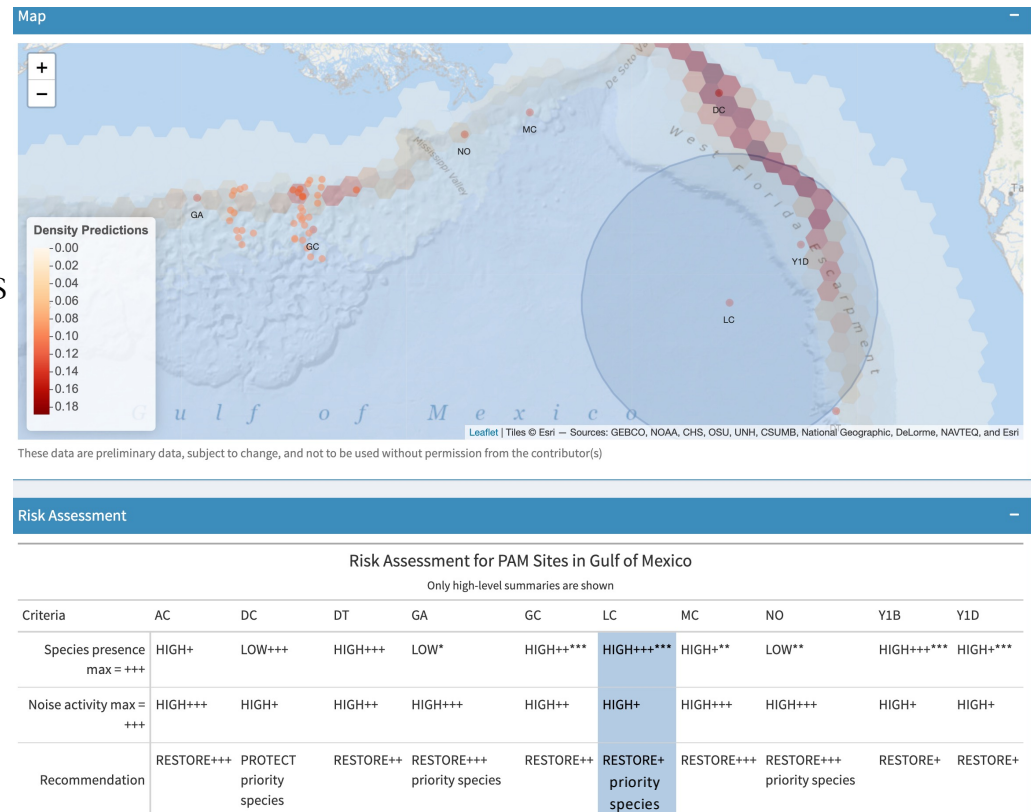 Map
−
+
−
De Soto
DC
MC
NO
Mississippi Valley
West Florida Escarpment
GA
GC
Y1D
LC
Density Predictions
0.00
0.02
0.04
0.06
0.08
0.10
0.12
0.14
0.16
0.18
S
Gulf of Mexico
Leaflet | Tiles © Esri — Sources: GEBCO, NOAA, CHS, OSU, UNH, CSUMB, National Geographic, DeLorme, NAVTEQ, and Esri
These data are preliminary data, subject to change, and not to be used without permission from the contributor(s)
Risk Assessment
−
Risk Assessment for PAM Sites in Gulf of Mexico
Only high-level summaries are shown
Criteria AC DC DT GA GC LC MC NO Y1B Y1D
Species presence HIGH+ LOW+++ HIGH+++ LOW* HIGH++*** HIGH+++*** HIGH+** LOW** HIGH+++*** HIGH+***
max = +++
Noise activity max = HIGH+++ HIGH+ HIGH++ HIGH+++ HIGH++ HIGH+ HIGH+++ HIGH+++ HIGH+ HIGH+
+++
RESTORE+++ PROTECT RESTORE++ RESTORE+++ RESTORE++ RESTORE+ RESTORE+++ RESTORE+++ RESTORE+ RESTORE+
Recommendation priority priority species priority priority species
species species